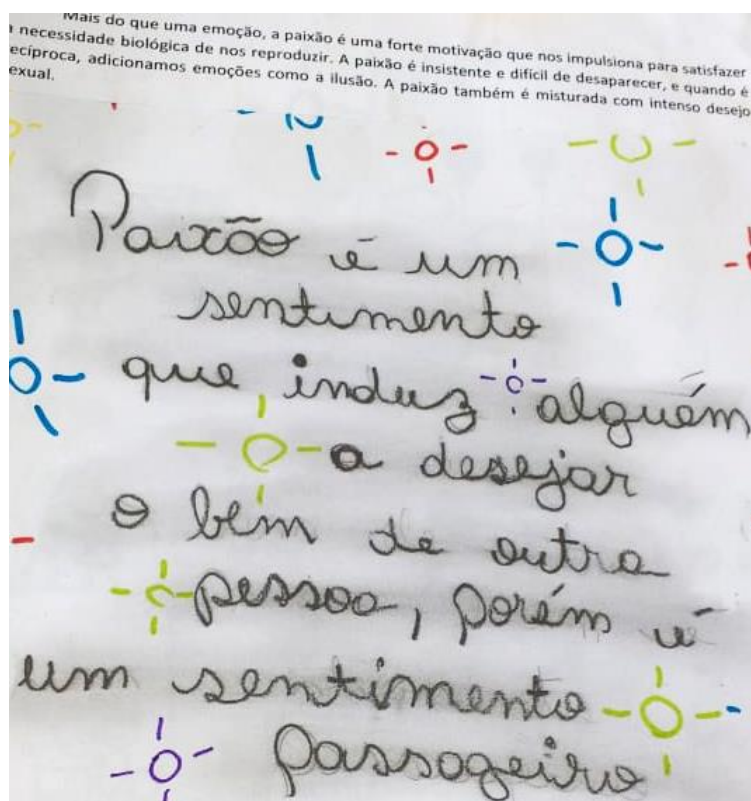 Mais do que uma emoção, a paixão é uma forte motivação que nos impulsiona para satisfazer
necessidade biológica de nos reproduzir. A paixão é insistente e difícil de desaparecer, e quando é
ecíproca, adicionamos emoções como a ilusão. A paixão também é misturada com intenso desejo
exual.
Paixão é um
sentimento
que induz alguém
a desejar
o bem de outra
pessoa, porém é
um sentimento
passageiro